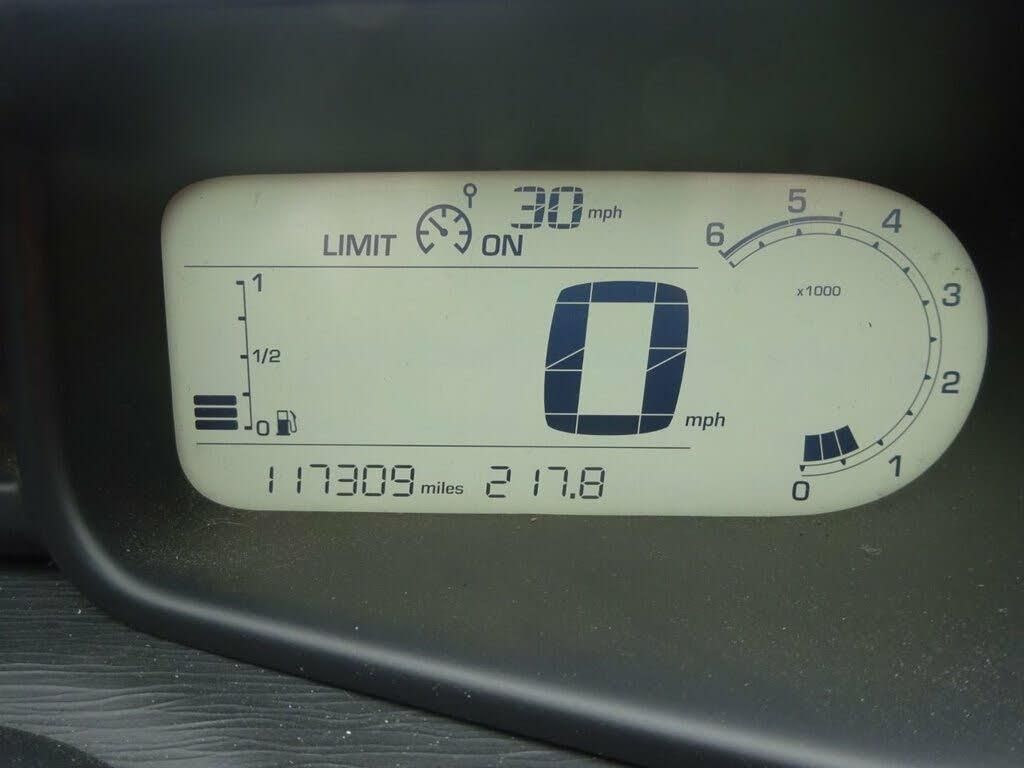 30 mph
LIMIT ON
6 5 4 3 2 1 0
x1000
1
1/2
0
0 mph
117309 miles 217.8